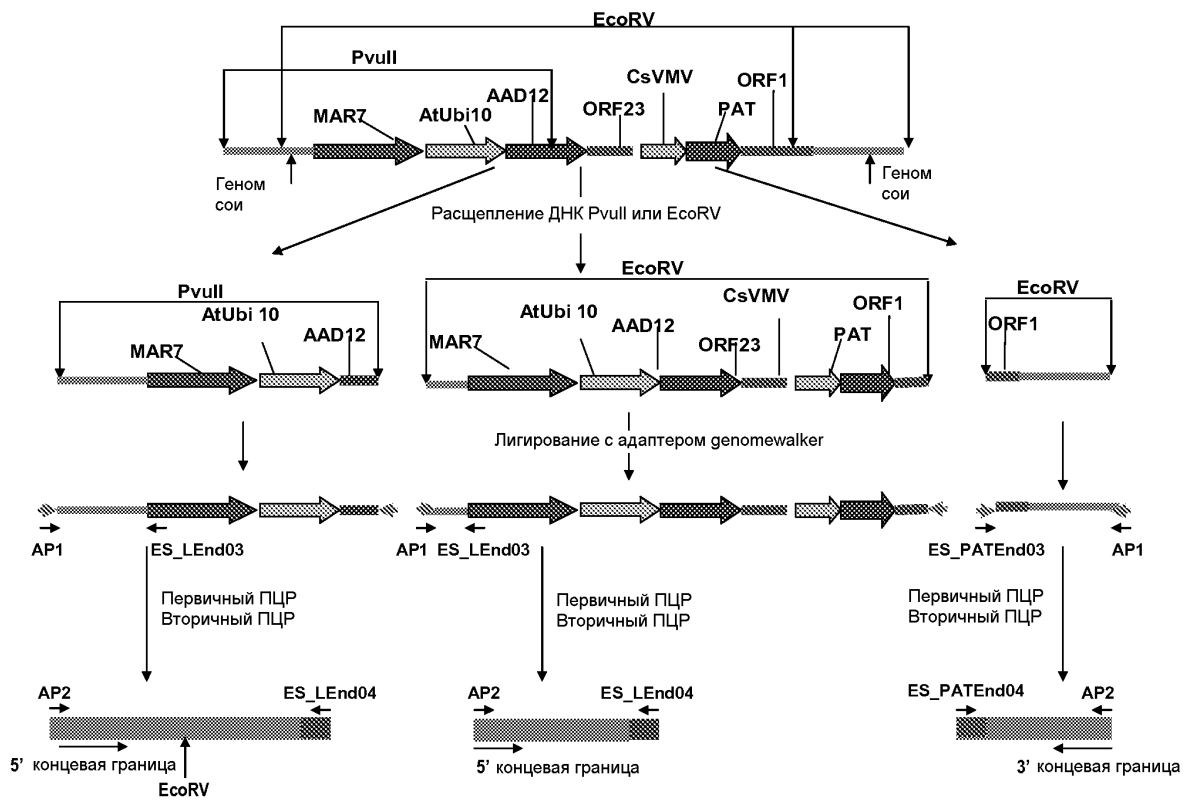 EcoRV
PvuII
MAR7
AtUbi10
AAD12
ORF23
CsVMV
PAT
ORF1
Геном
сои
Геном
сои
Расщепление ДНК PvuII или EcoRV
PvuII
AtUbi 10
AAD12
MAR7
EcoRV
CsVMV
AtUbi 10
AAD12
ORF1
MAR7
ORF23
PAT
EcoRV
ORF1
Лигирование с адаптером genomewalker
AP1
ES_LEnd03
AP1
ES_LEnd03
ES_PATEnd03
AP1
Первичный ПЦР
Вторичный ПЦР
Первичный ПЦР
Вторичный ПЦР
Первичный ПЦР
Вторичный ПЦР
AP2
ES_LEnd04
AP2
ES_LEnd04
ES_PATEnd04
AP2
5' концевая граница
EcoRV
5' концевая граница
3' концевая граница